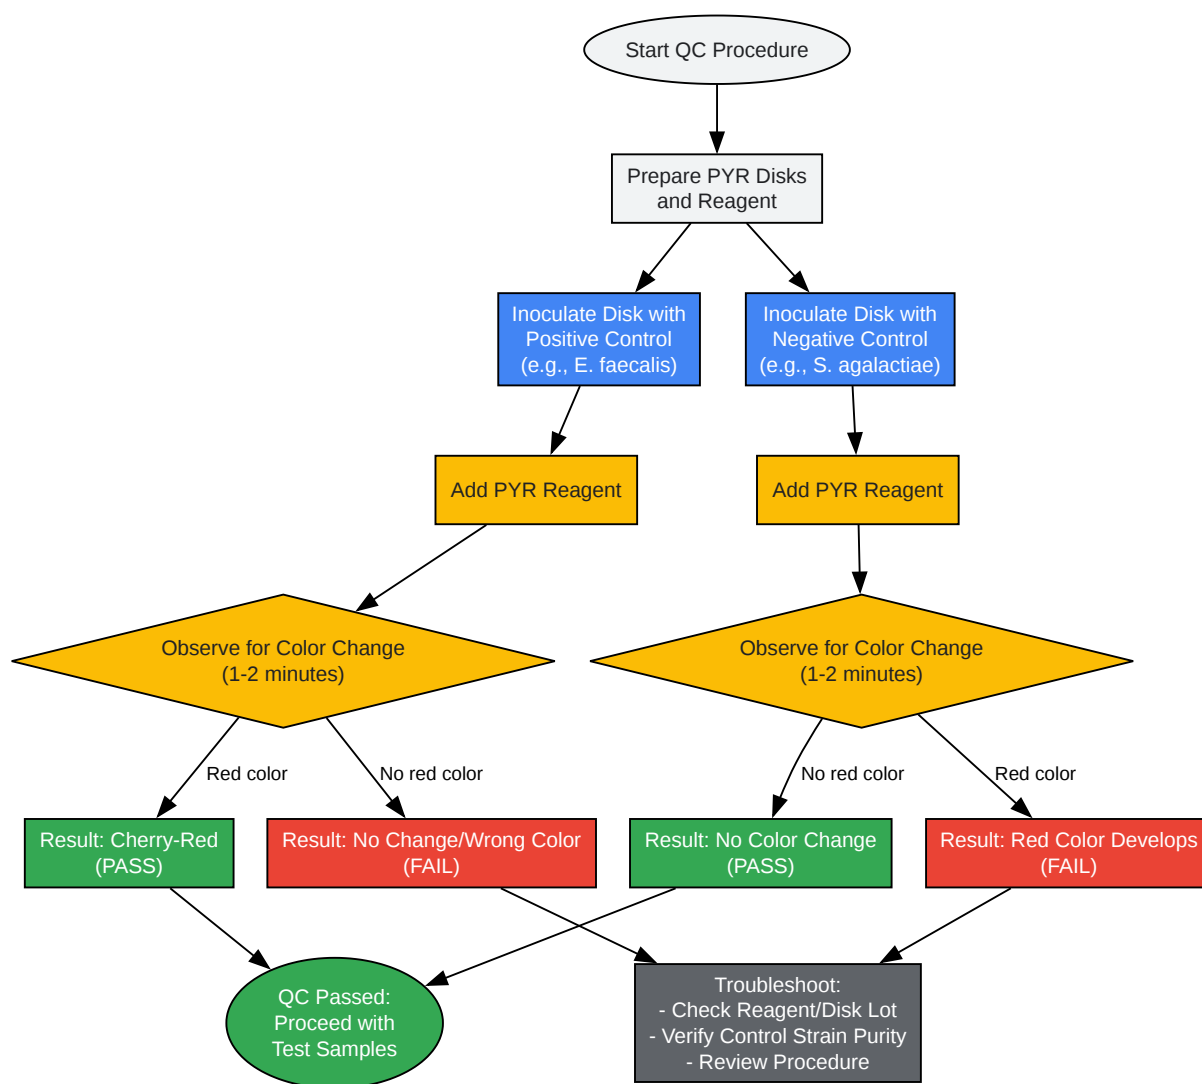 Start QC Procedure
Prepare PYR Disks
and Reagent
Inoculate Disk with
Positive Control
(e.g., E. faecalis)
Inoculate Disk with
Negative Control
(e.g., S. agalactiae)
Add PYR Reagent
Add PYR Reagent
Observe for Color Change
(1-2 minutes)
Observe for Color Change
(1-2 minutes)
Red color
No red color
No red color
Red color
Result: Cherry-Red
(PASS)
Result: No Change/Wrong Color
(FAIL)
Result: No Color Change
(PASS)
Result: Red Color Develops
(FAIL)
QC Passed:
Proceed with
Test Samples
Troubleshoot:
- Check Reagent/Disk Lot
- Verify Control Strain Purity
- Review Procedure